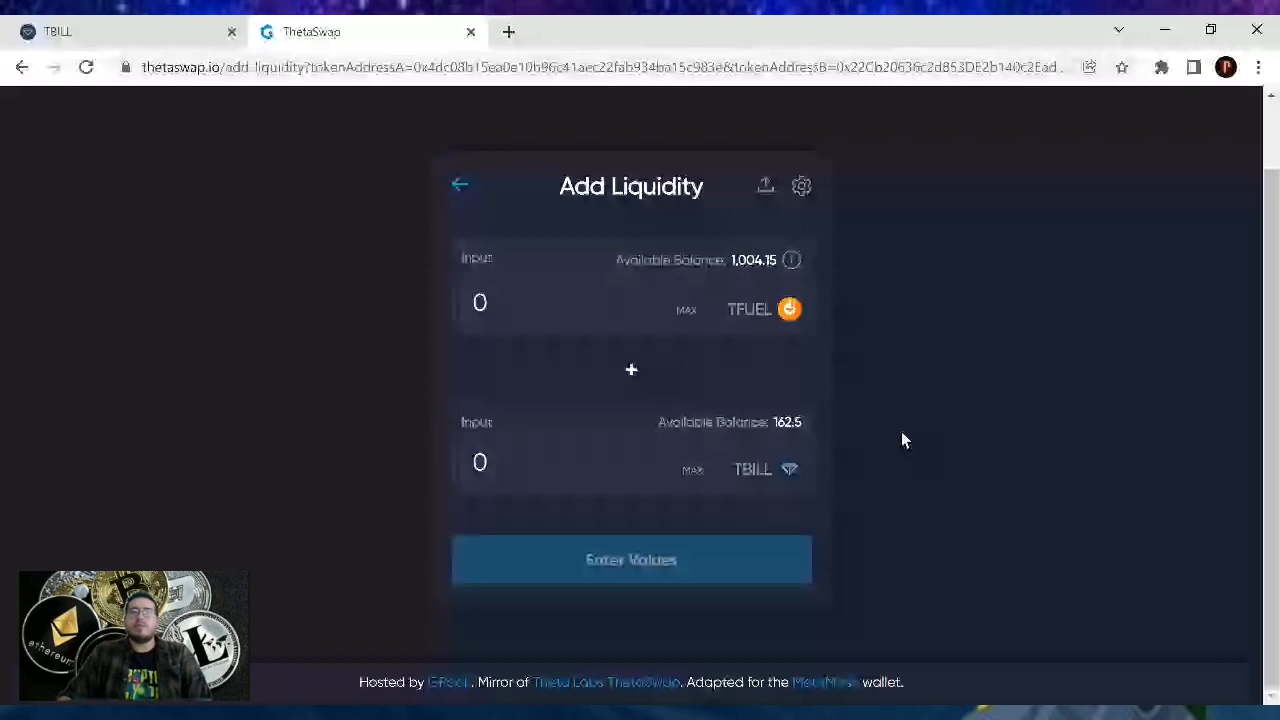 TBILL
ThetaSwap
Add Liquidity
Input
Available Balance: 1,004.15
0
MAX TFUEL
+
Input
Available Balance: 162.5
0
MAX TBILL
Enter Values
ethereum
Hosted by . Mirror of Theta Labs ThetaSwap. Adapted for the MetaMask wallet.